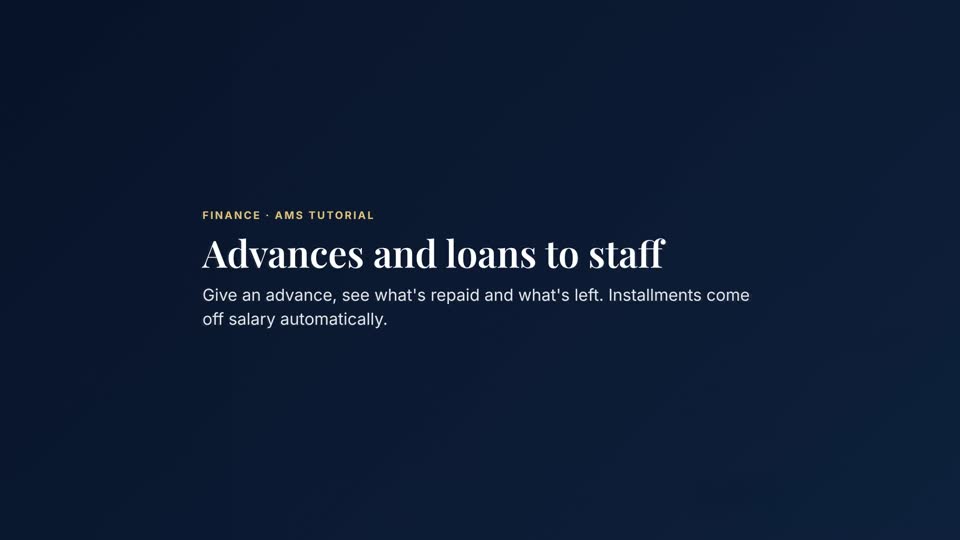 FINANCE · AMS TUTORIAL
Advances and loans to staff
Give an advance, see what's repaid and what's left. Installments come
off salary automatically.